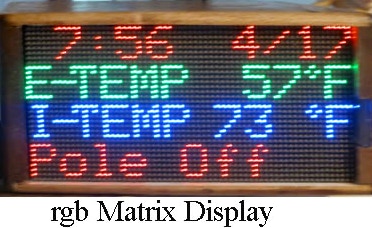 7:56 4/17
E-TEMP 57°F
I-TEMP 73 °F
Pole Off
rgb Matrix Display